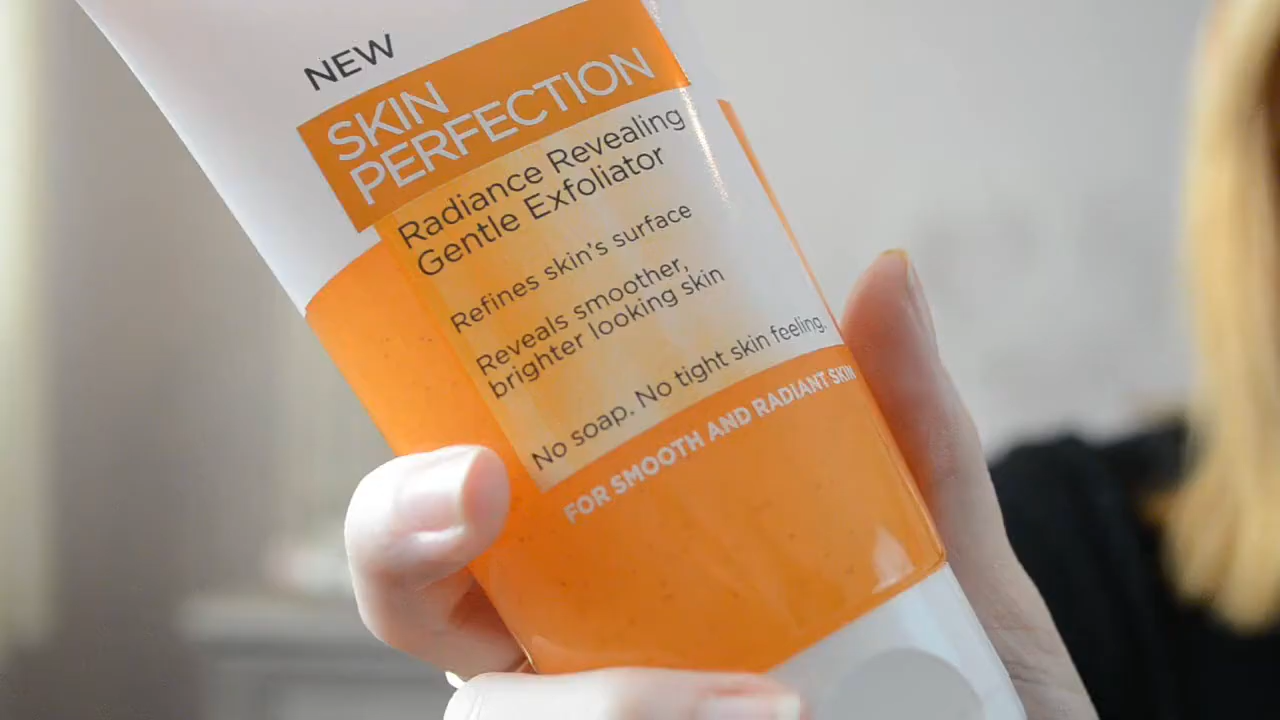 NEW
SKIN
PERFECTION
Radiance Revealing
Gentle Exfoliator
Refines skin's surface
Reveals smoother,
brighter looking skin
No soap. No tight skin feeling.
FOR SMOOTH AND RADIANT SKIN